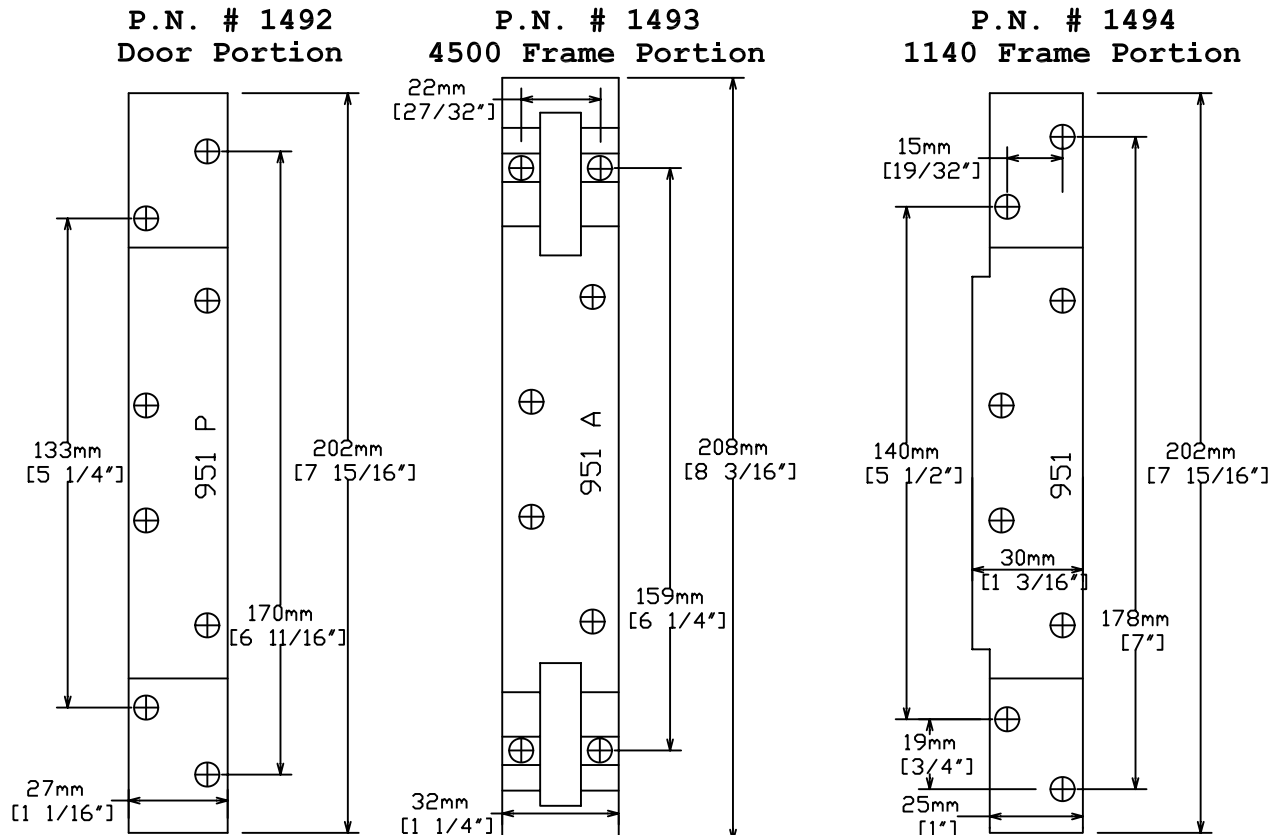 P.N. # 1492
Door Portion
133mm
[5 1/4"]
951 P
202mm
[7 15/16"]
170mm
[6 11/16"]
27mm
[1 1/16"]
P.N. # 1493
4500 Frame Portion
22mm
[27/32"]
951 A
208mm
[8 3/16"]
159mm
[6 1/4"]
32mm
[1 1/4"]
P.N. # 1494
1140 Frame Portion
15mm
[19/32"]
140mm
[5 1/2"]
951
202mm
[7 15/16"]
30mm
[1 3/16"]
178mm
[7"]
19mm
[3/4"]
25mm
[1"]